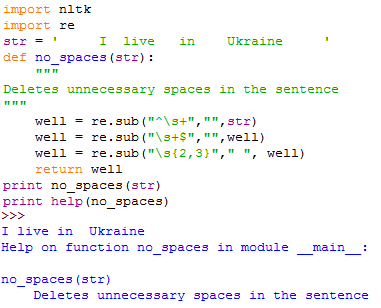 import nltk
import re
str = '     I  live   in    Ukraine     '
def no_spaces(str):
    """
Deletes unnecessary spaces in the sentence
"""
    well = re.sub("^\s+","",str)
    well = re.sub("\s+$","",well)
    well = re.sub("\s{2,3}"," ", well)
    return well
print no_spaces(str)
print help(no_spaces)
>>>
I live in  Ukraine
Help on function no_spaces in module __main__:

no_spaces(str)
    Deletes unnecessary spaces in the sentence